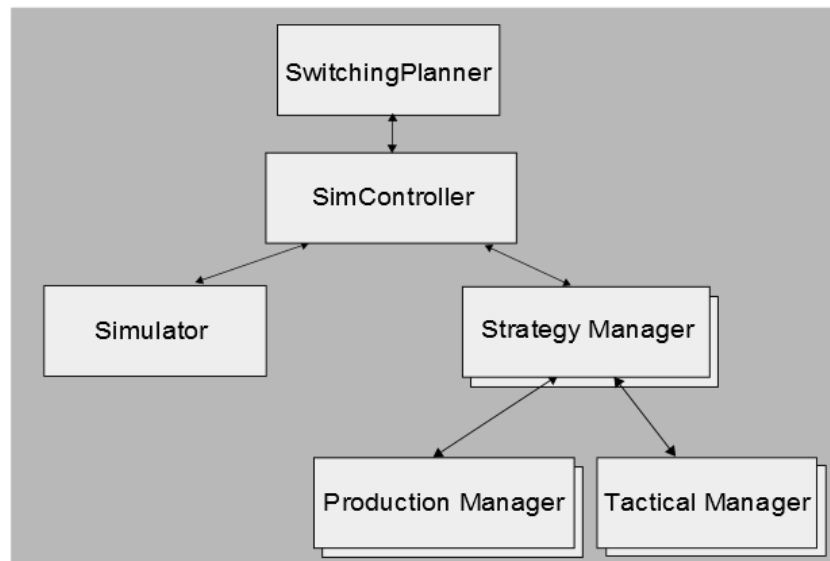 SwitchingPlanner
SimController
Simulator
Strategy Manager
Production Manager
Tactical Manager